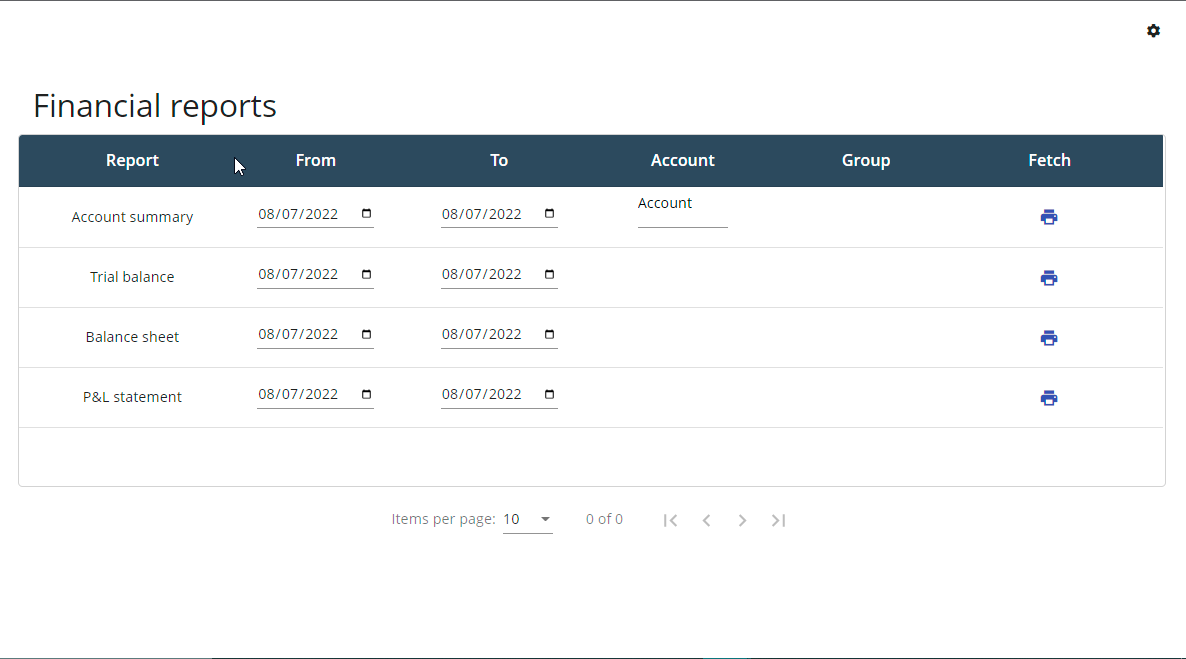 Financial reports
Report From To Account Group Fetch
Account summary 08/07/2022 08/07/2022 Account
Trial balance 08/07/2022 08/07/2022
Balance sheet 08/07/2022 08/07/2022
P&L statement 08/07/2022 08/07/2022
Items per page: 10 0 of 0